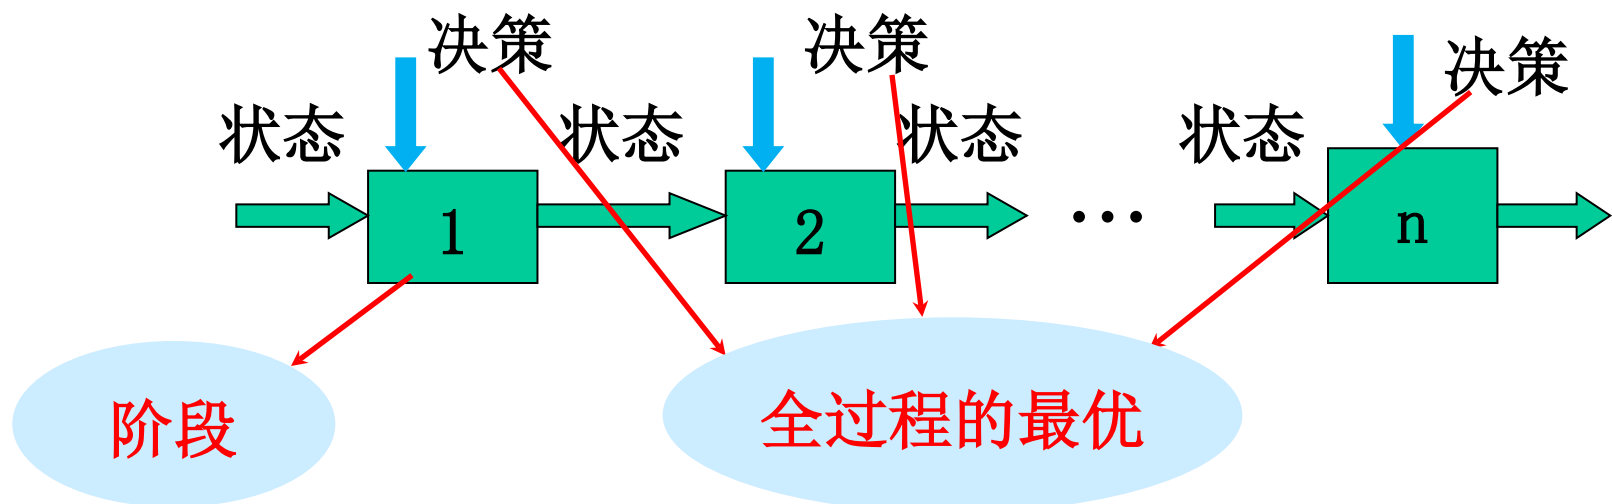 决策 决策 决策
状态 状态 状态 状态
1 2 … n
阶段 全过程的最优